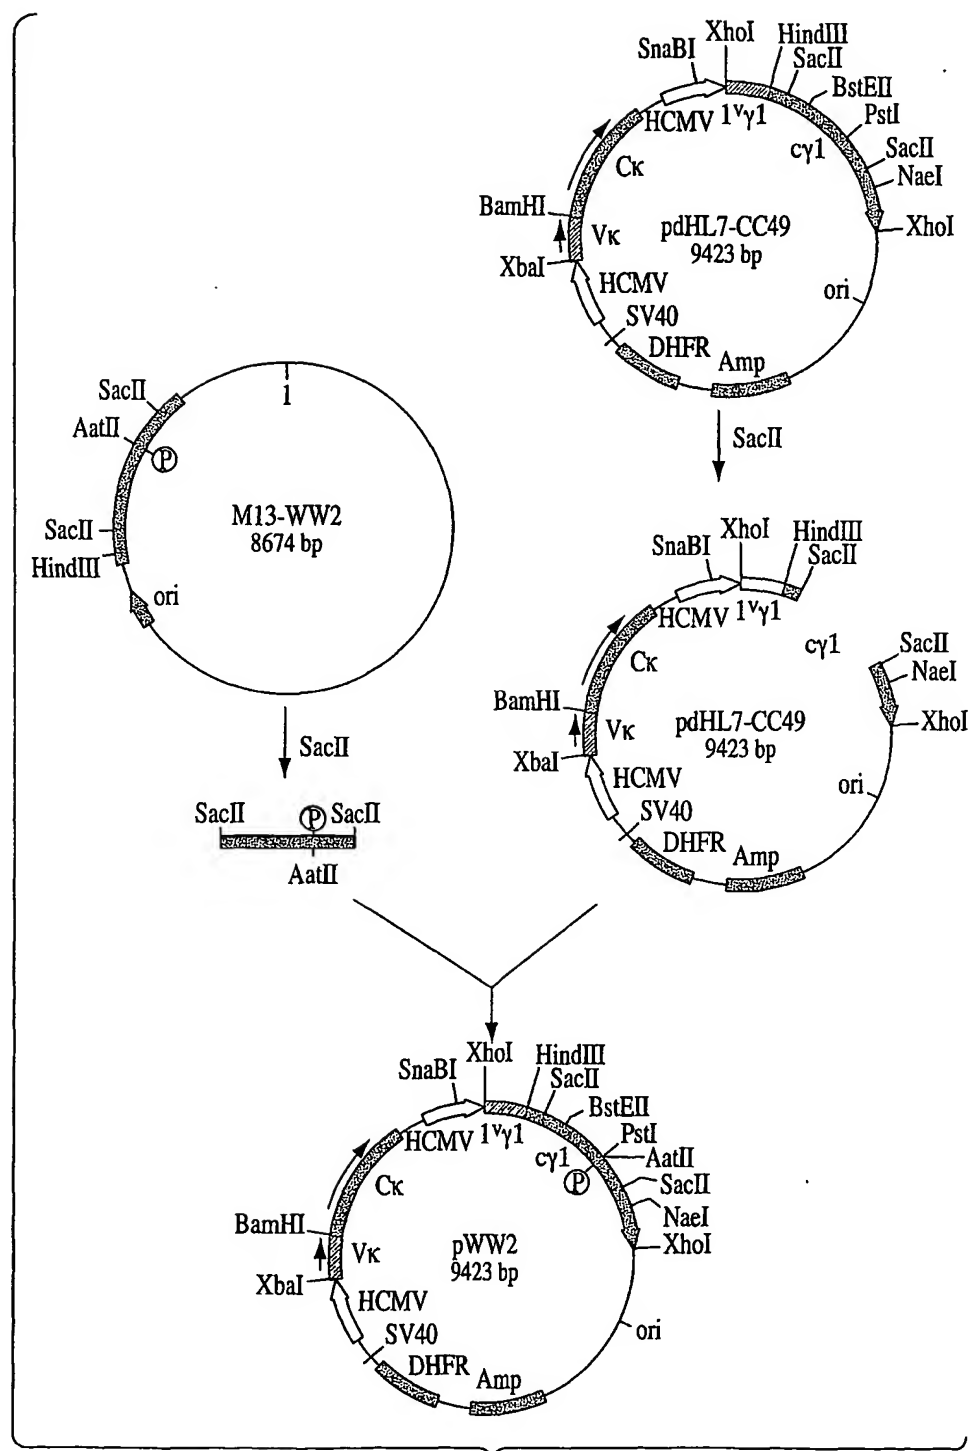 XhoI
HindIII
SnaBI
SacII
BstEII
HCMV
1ᵛγ1
PstI
cγ1
SacII
Cκ
NaeI
BamHI
Vκ
pdHL7-CC49
9423 bp
XhoI
XbaI
HCMV
ori
SV40
DHFR
Amp
SacII
1
SacII
AatII
P
M13-WW2
8674 bp
SacII
HindIII
ori
SacII
SacII
P
SacII
AatII
XhoI
HindIII
SnaBI
SacII
HCMV
1ᵛγ1
cγ1
SacII
Cκ
NaeI
BamHI
Vκ
pdHL7-CC49
9423 bp
XhoI
XbaI
HCMV
ori
SV40
DHFR
Amp
XhoI
HindIII
SnaBI
SacII
BstEII
HCMV
1ᵛγ1
PstI
cγ1
AatII
P
SacII
Cκ
NaeI
BamHI
Vκ
pWW2
9423 bp
XhoI
XbaI
HCMV
ori
SV40
DHFR
Amp